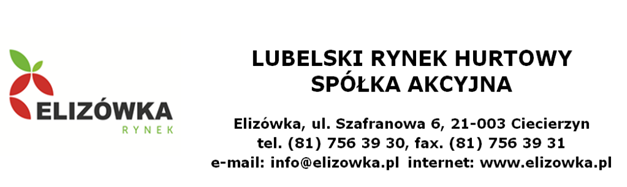 ELIZÓWKA
RYNEK
LUBELSKI RYNEK HURTOWY
SPÓŁKA AKCYJNA
Elizówka, ul. Szafranowa 6, 21-003 Ciecierzyn
tel. (81) 756 39 30, fax. (81) 756 39 31
e-mail: info@elizowka.pl internet: www.elizowka.pl